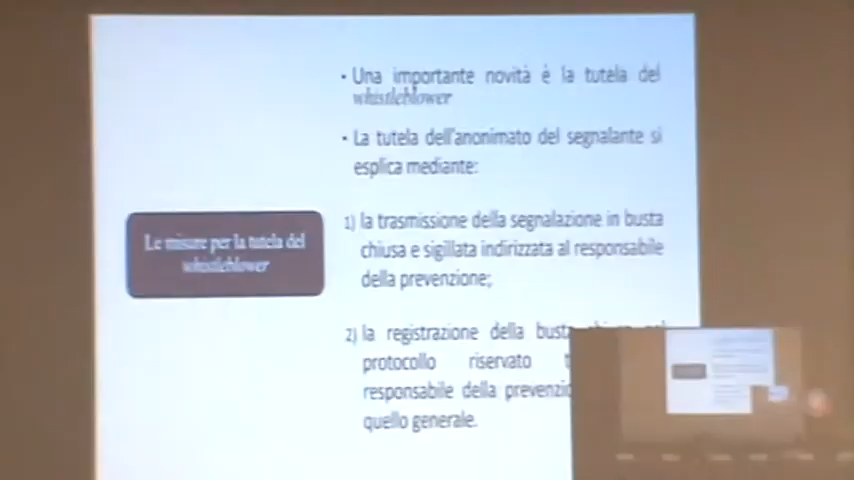 • Una importante novità è la tutela del
whistleblower
• La tutela dell'anonimato del segnalante si
esplica mediante:
Le misure per la tutela del
whistleblower
1) la trasmissione della segnalazione in busta
chiusa e sigillata indirizzata al responsabile
della prevenzione;
2) la registrazione della busta
protocollo riservato
responsabile della
quello generale.